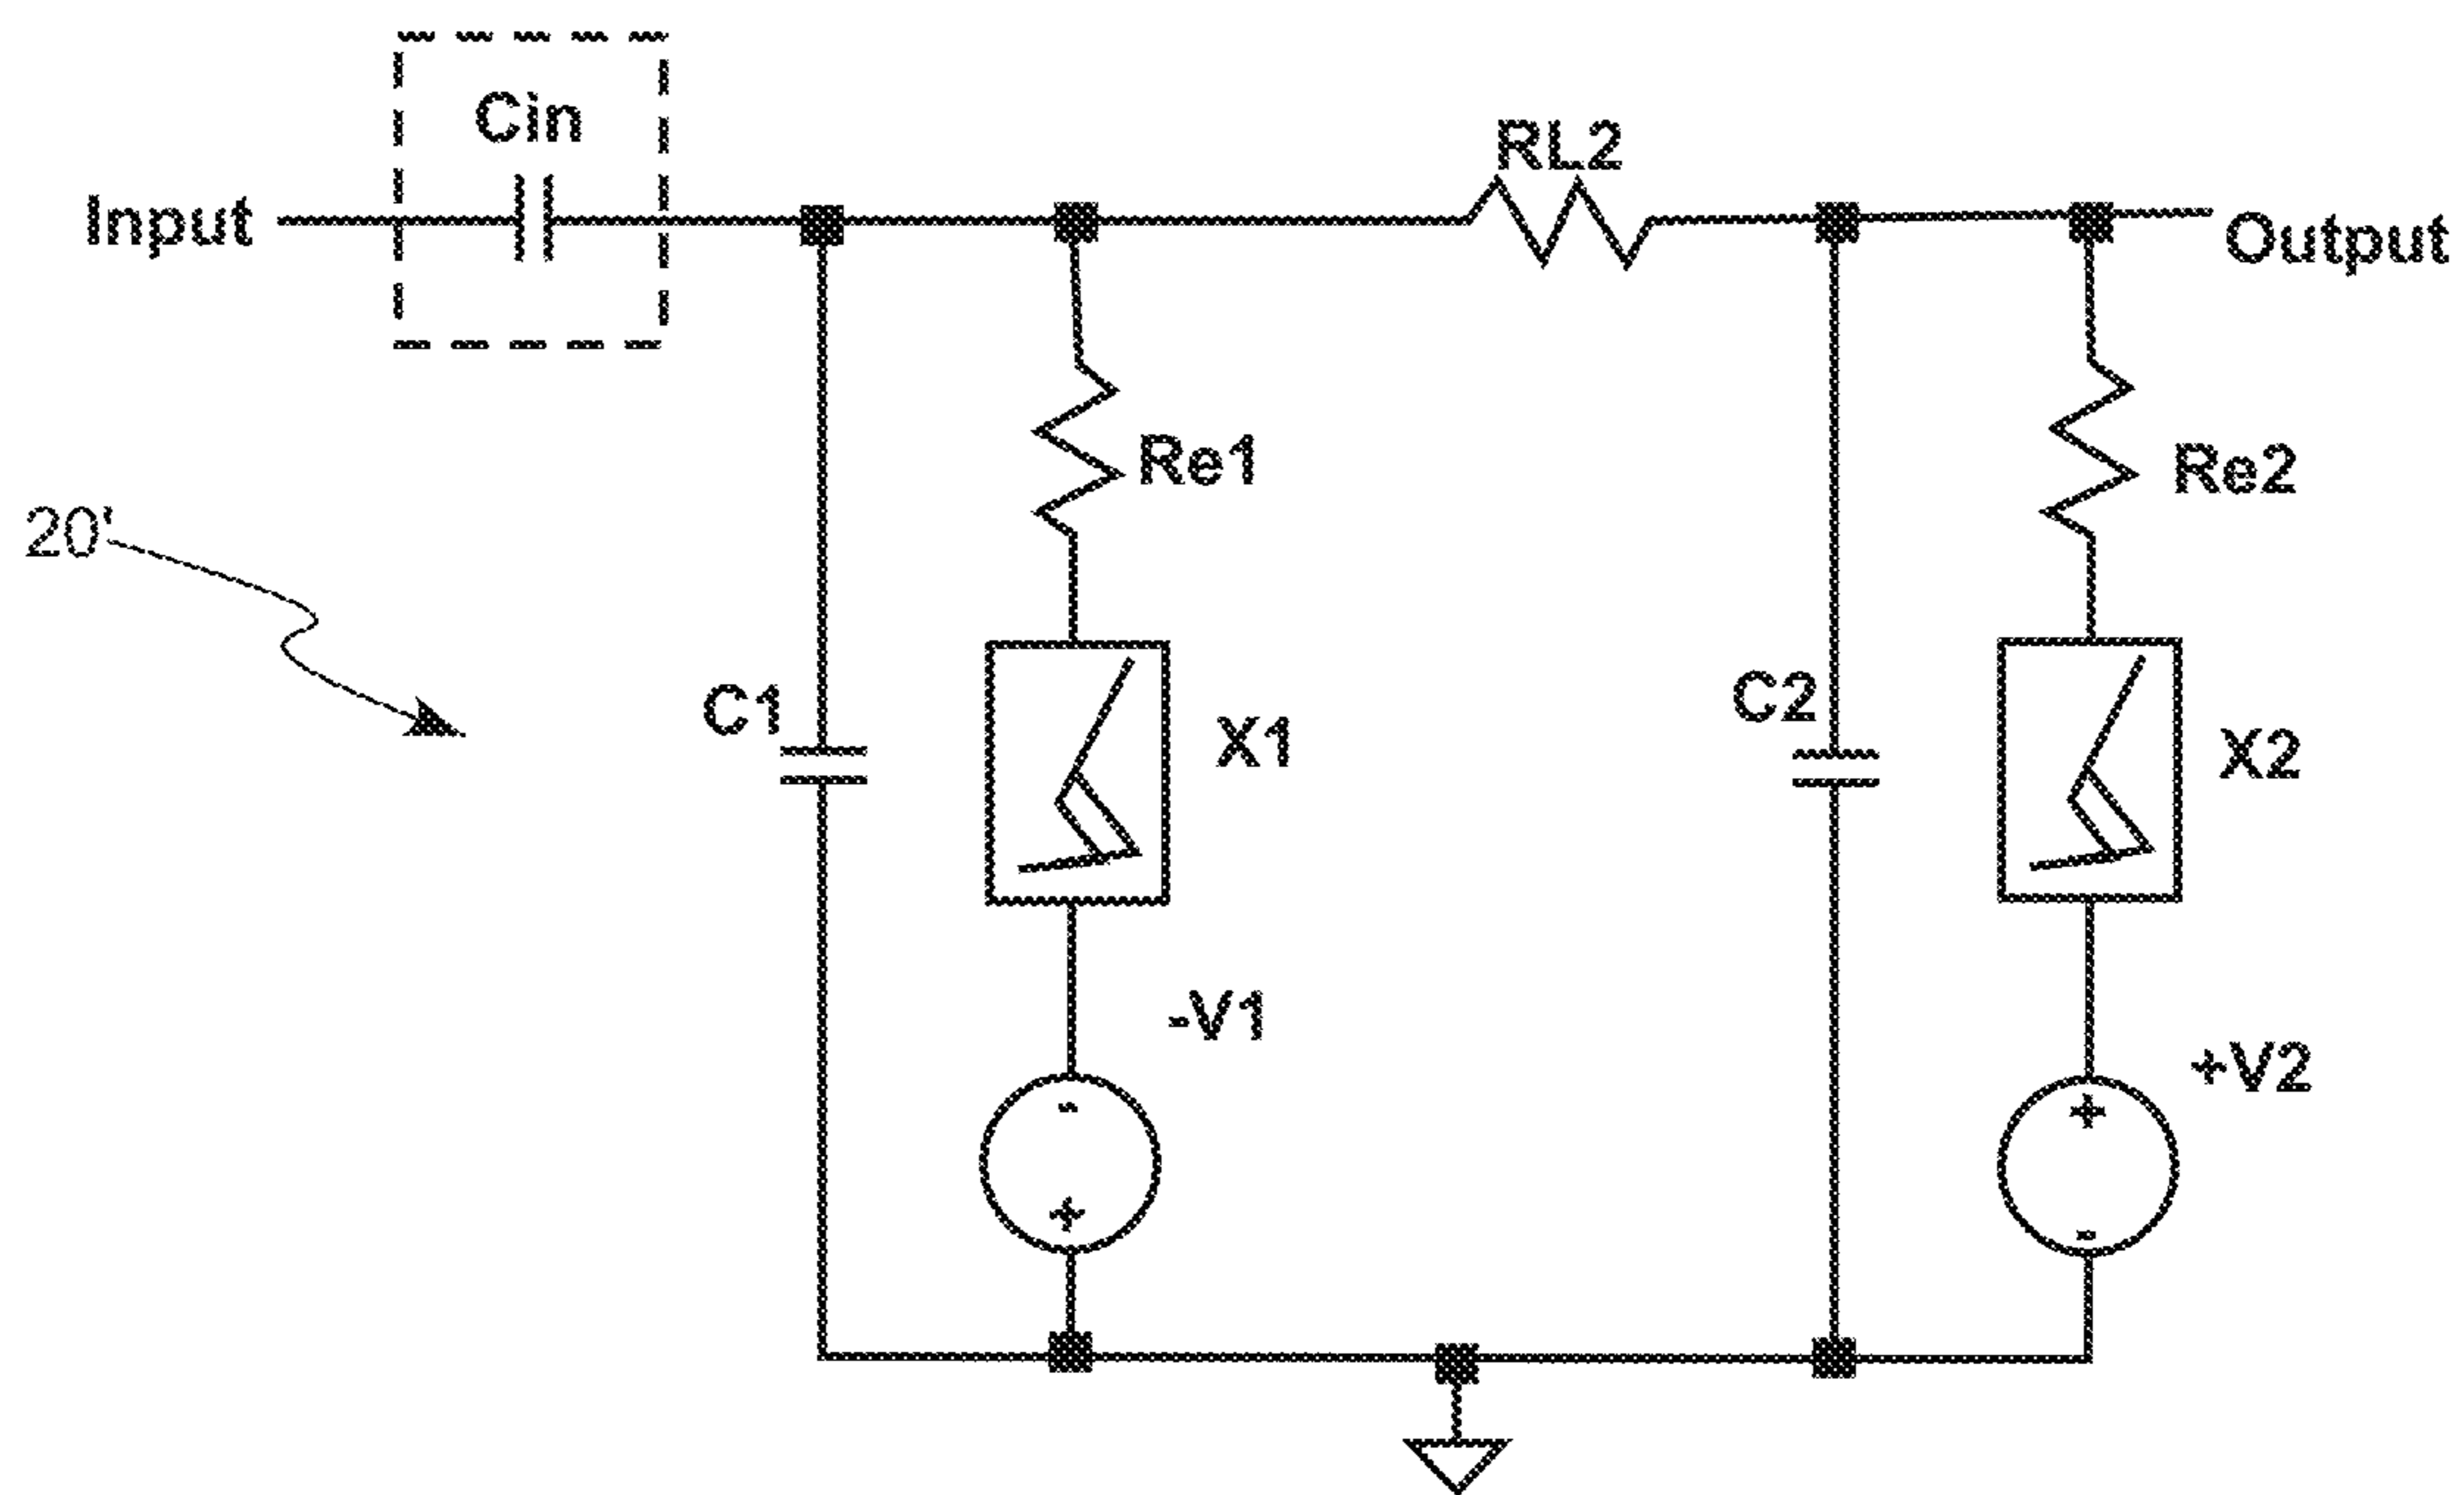 Cin
RL2
Input
Output
Re1
Re2
20'
C1
X1
C2
X2
-V1
+V2
-
+
+
-